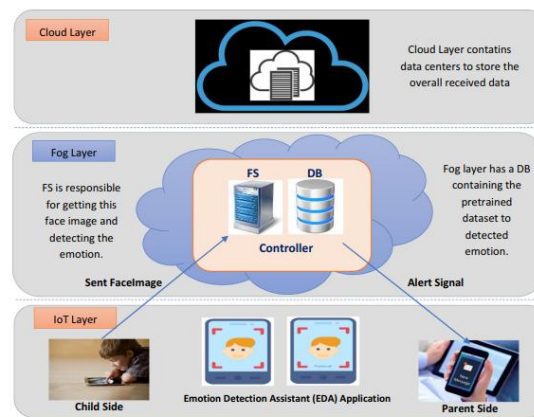 Cloud Layer
Cloud Layer contatins
data centers to store the
overall received data
Fog Layer
FS is responsible
for getting this
face image and
detecting the
emotion.
FS
DB
Controller
Fog layer has a DB
containing the
pretrained dataset to
detected emotion.
Sent FaceImage
Alert Signal
IoT Layer
Child Side
Emotion Detection Assistant (EDA) Application
Parent Side